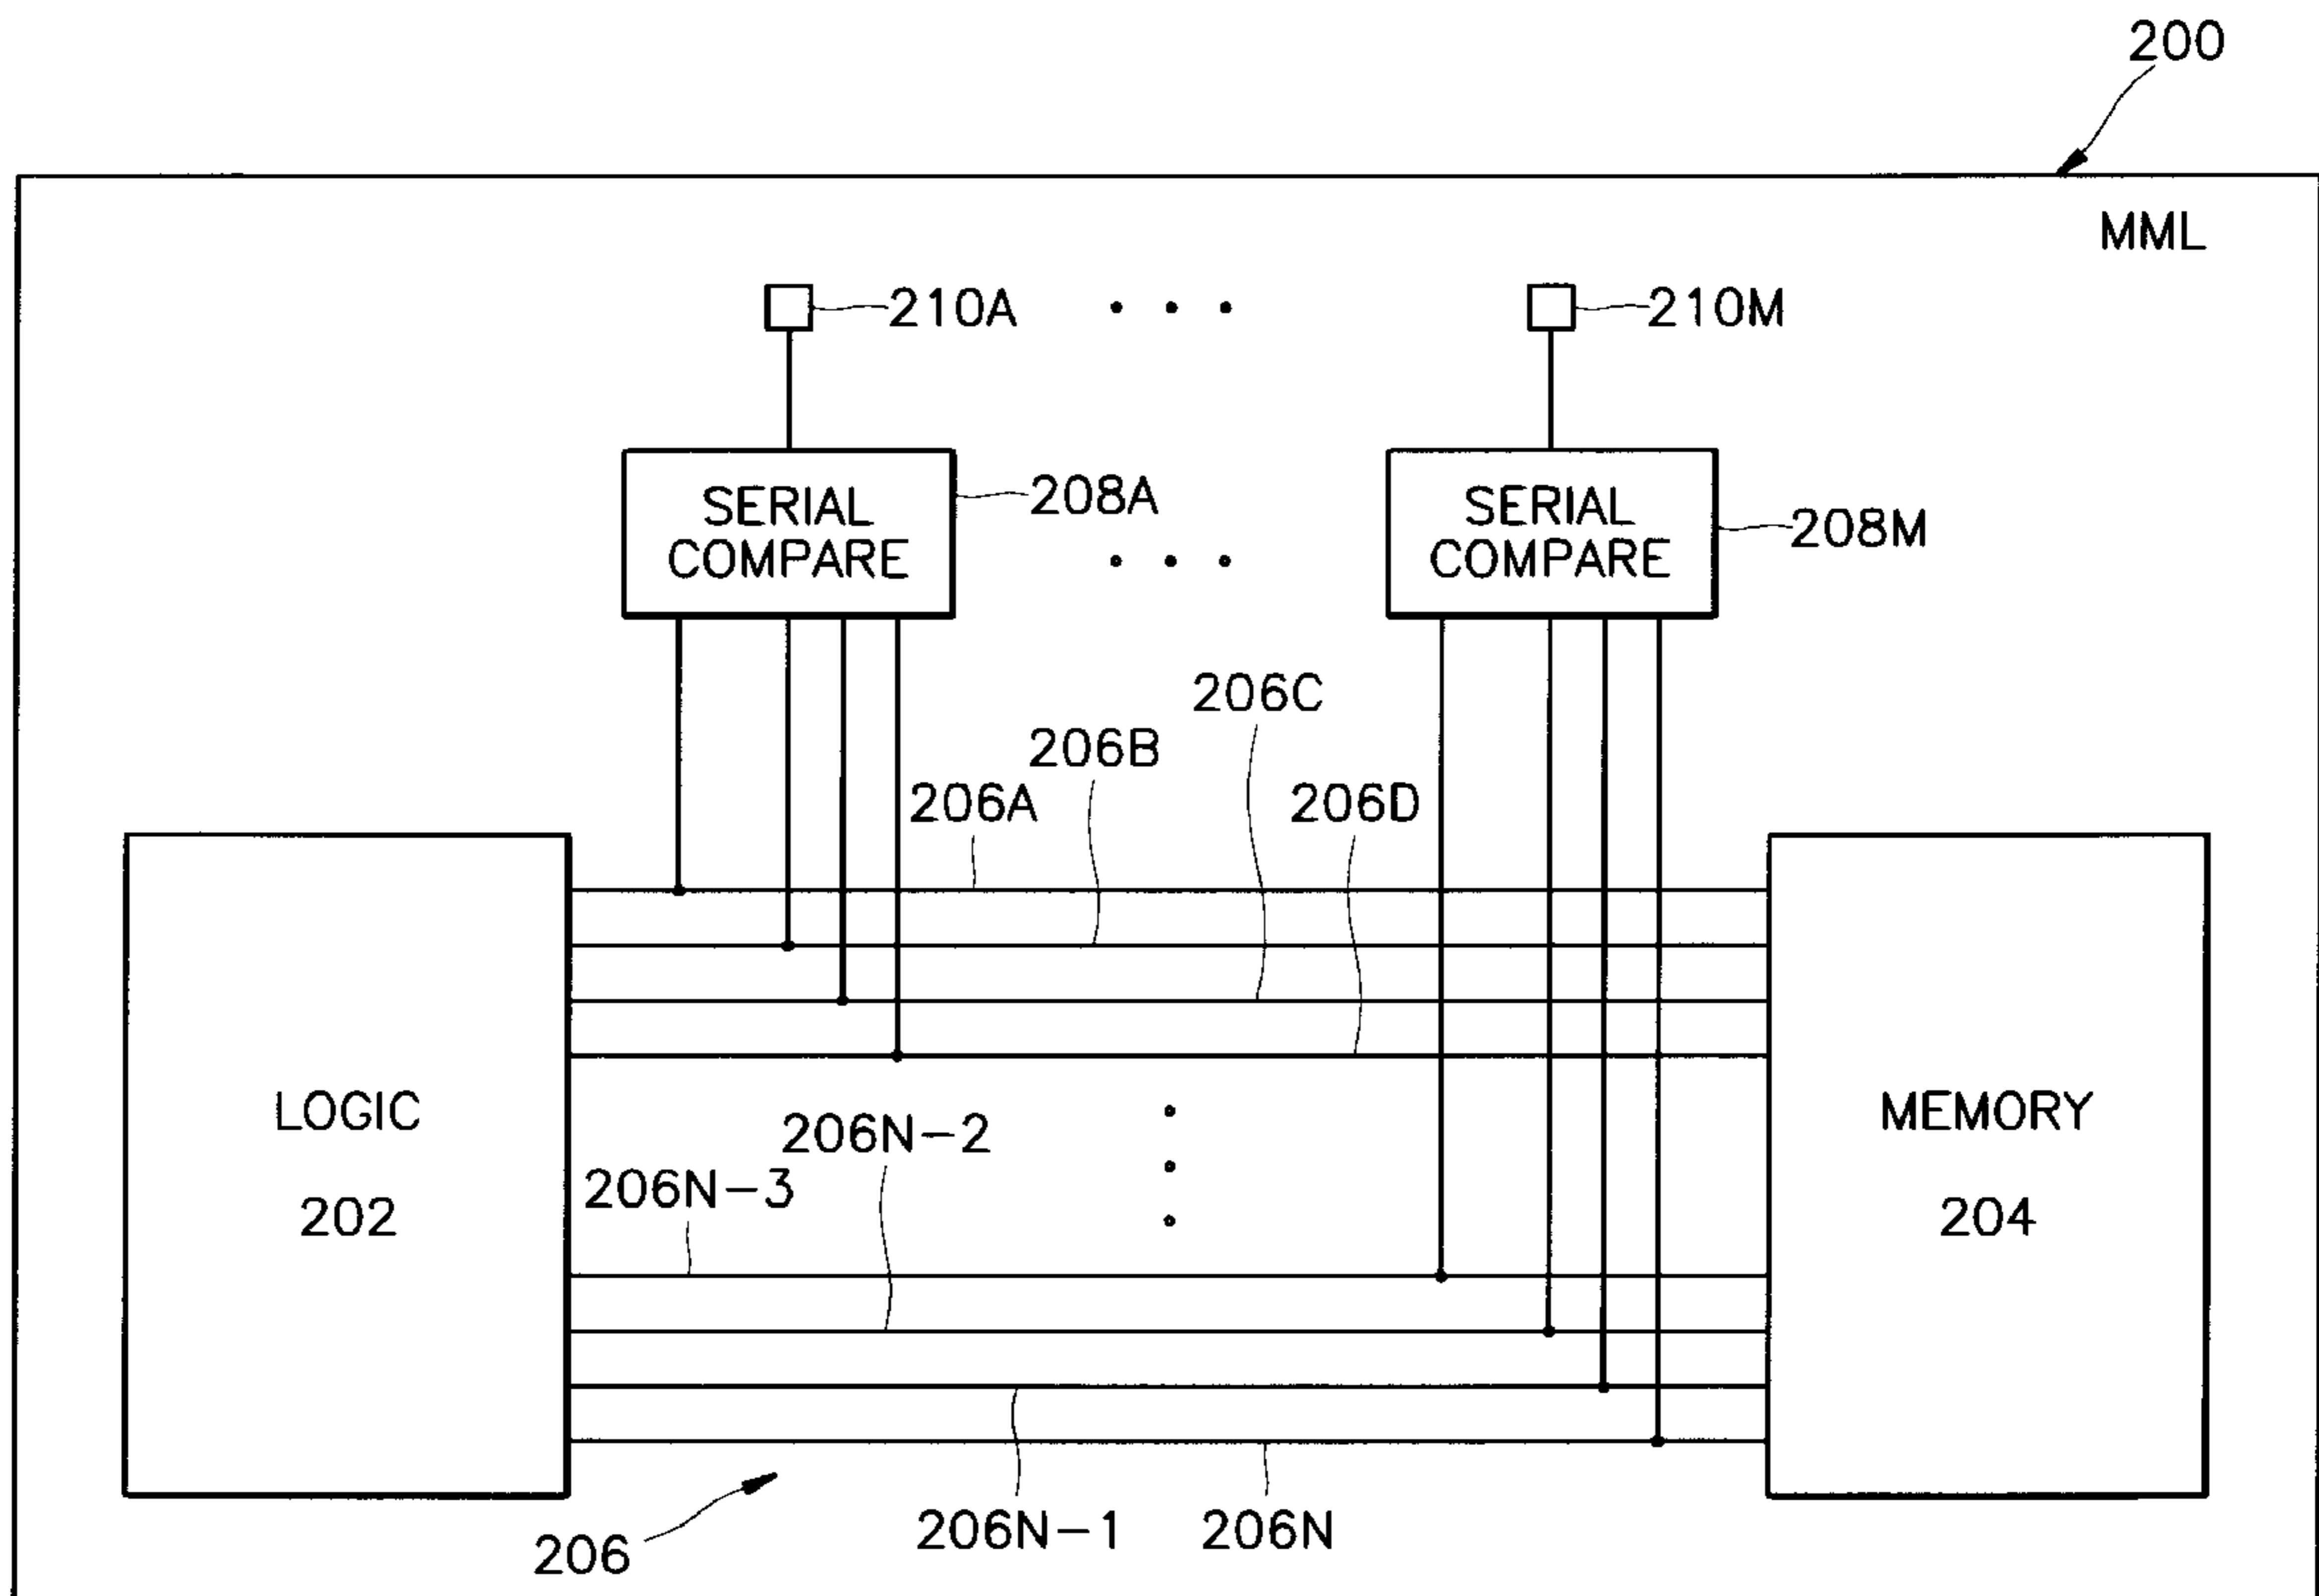 200
MML
210A
210M
SERIAL
COMPARE
208A
SERIAL
COMPARE
208M
206C
206B
206A
206D
LOGIC
202
206N-2
206N-3
MEMORY
204
206
206N-1
206N